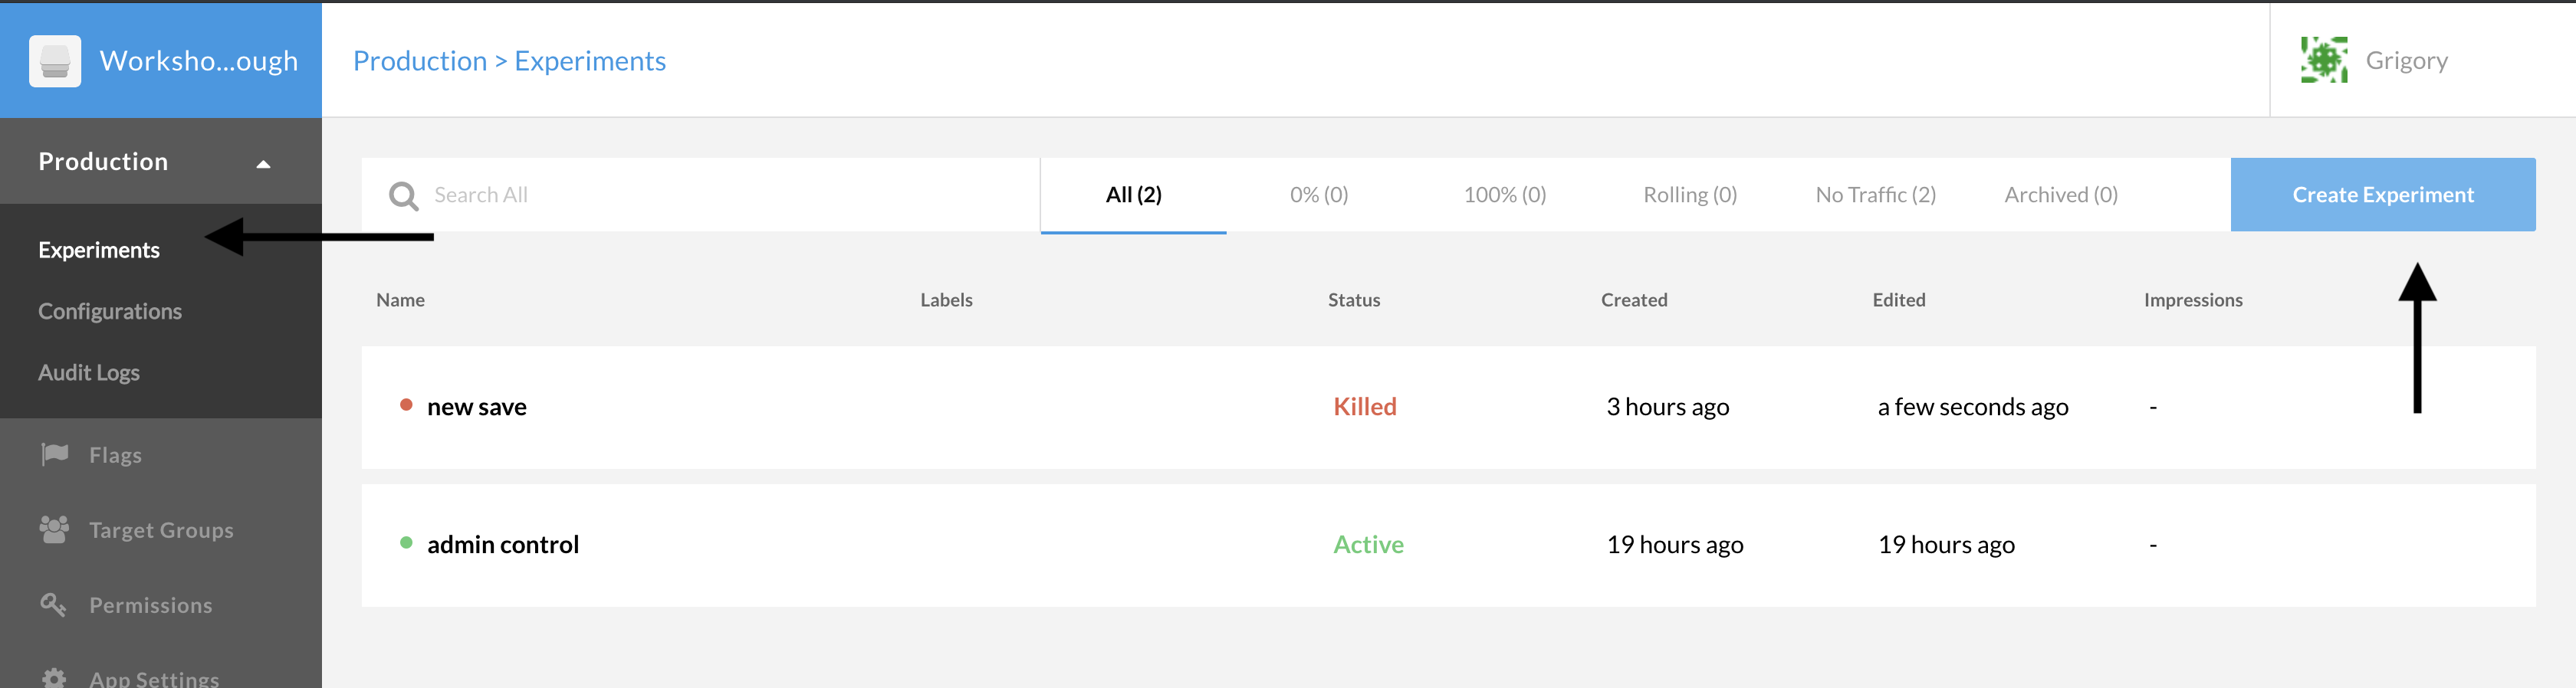 Worksho...ough
Production > Experiments
Grigory
Production
Experiments
Configurations
Audit Logs
Flags
Target Groups
Permissions
App Settings
Search All
All (2)
0% (0)
100% (0)
Rolling (0)
No Traffic (2)
Archived (0)
Create Experiment
Name Labels Status Created Edited Impressions
new save Killed 3 hours ago a few seconds ago -
admin control Active 19 hours ago 19 hours ago -